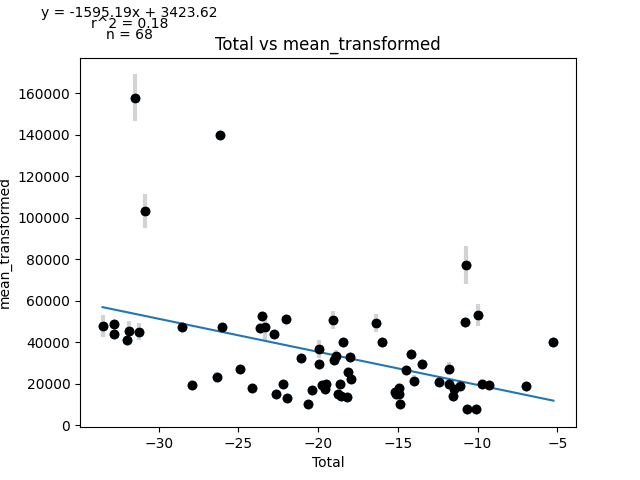 y = -1595.19x + 3423.62
r^2 = 0.18
n = 68
Total vs mean_transformed
160000
140000
120000
100000
80000
60000
40000
20000
0
mean_transformed
−30
−25
−20
−15
−10
−5
Total